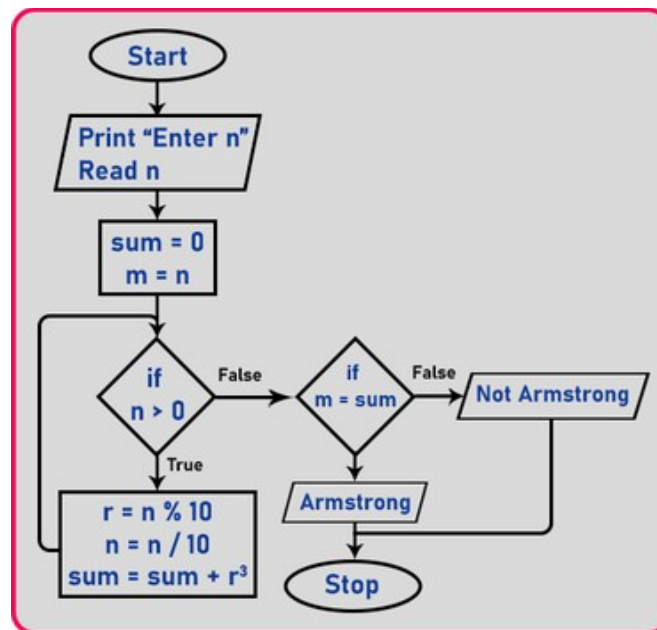 Start
Print “Enter n”
Read n
sum = 0
m = n
if
n > 0
False
if
m = sum
False
Not Armstrong
True
r = n % 10
n = n / 10
sum = sum + r³
Armstrong
Stop